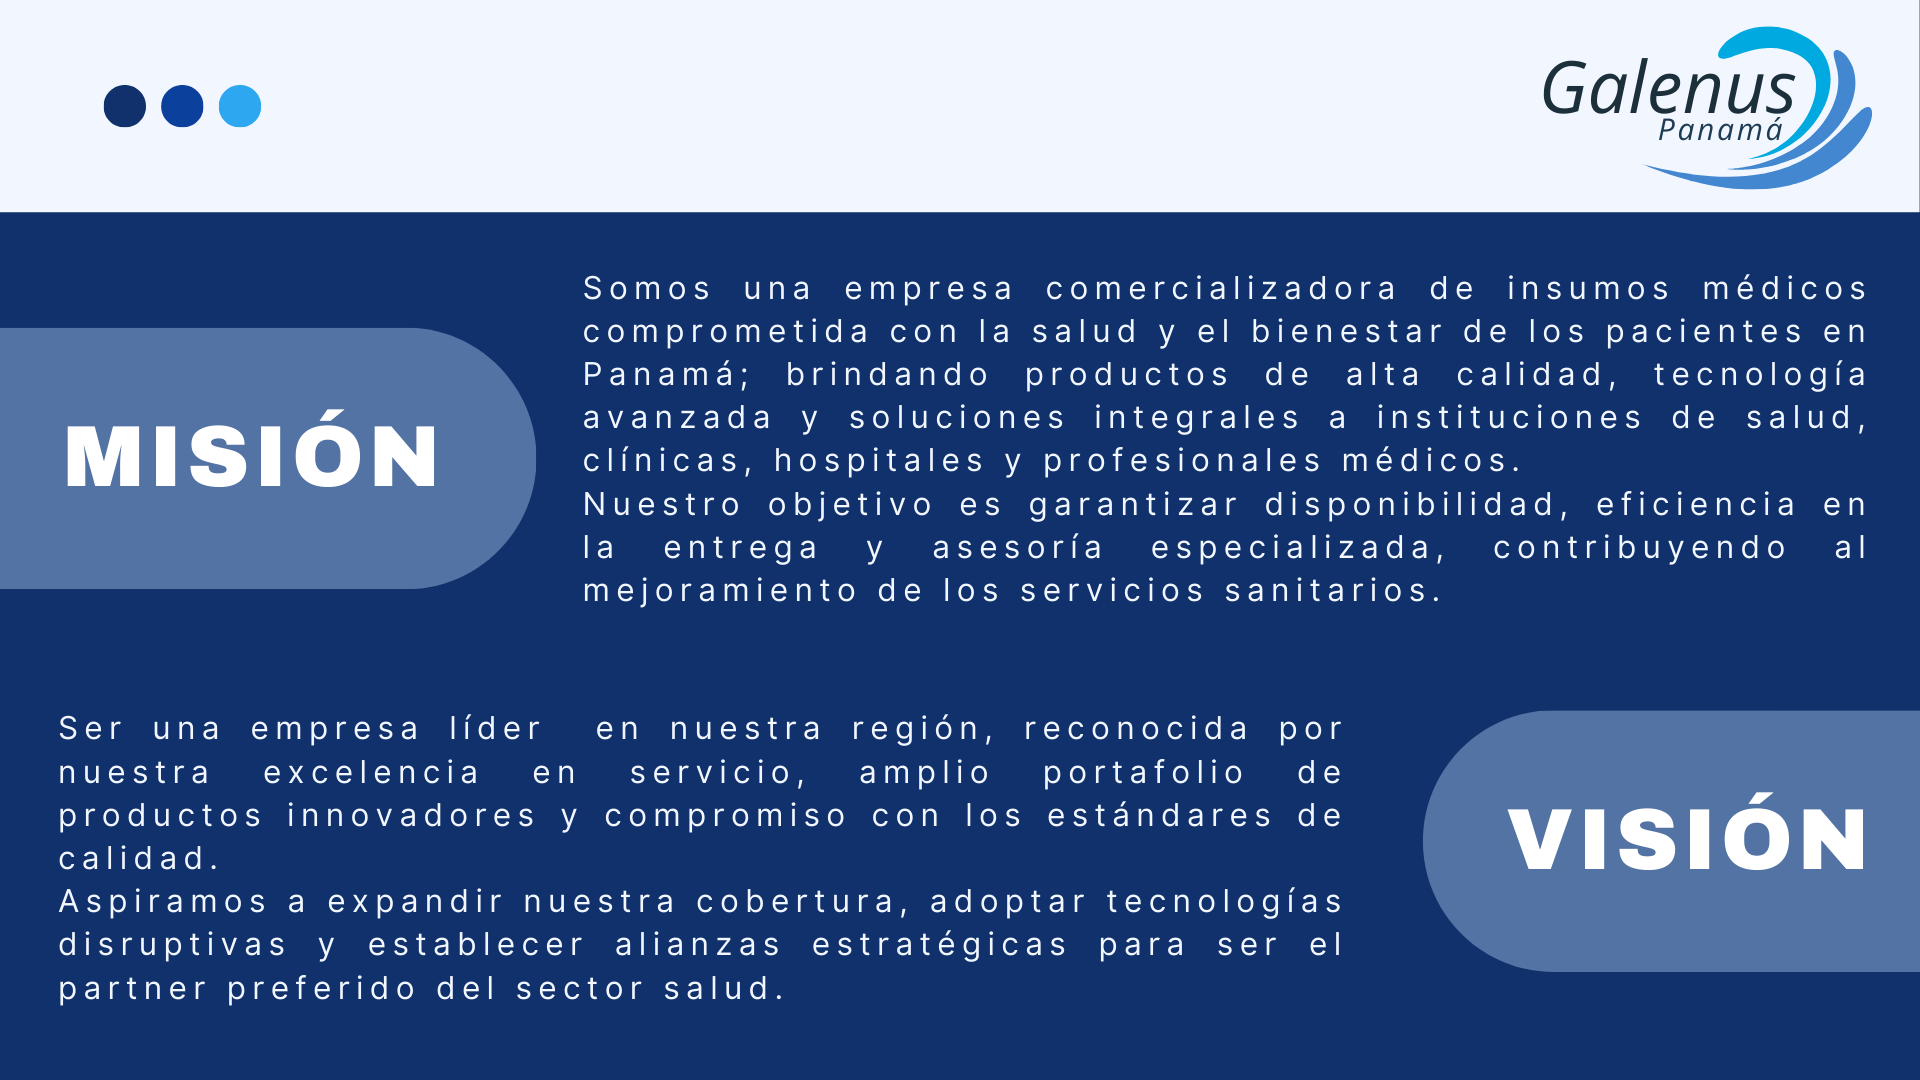 Galenus
Panamá
MISIÓN
Somos una empresa comercializadora de insumos médicos
comprometida con la salud y el bienestar de los pacientes en
Panamá; brindando productos de alta calidad, tecnología
avanzada y soluciones integrales a instituciones de salud,
clínicas, hospitales y profesionales médicos.
Nuestro objetivo es garantizar disponibilidad, eficiencia en
la entrega y asesoría especializada, contribuyendo al
mejoramiento de los servicios sanitarios.
Ser una empresa líder en nuestra región, reconocida por
nuestra excelencia en servicio, amplio portafolio de
productos innovadores y compromiso con los estándares de
calidad.
Aspiramos a expandir nuestra cobertura, adoptar tecnologías
disruptivas y establecer alianzas estratégicas para ser el
partner preferido del sector salud.
VISIÓN